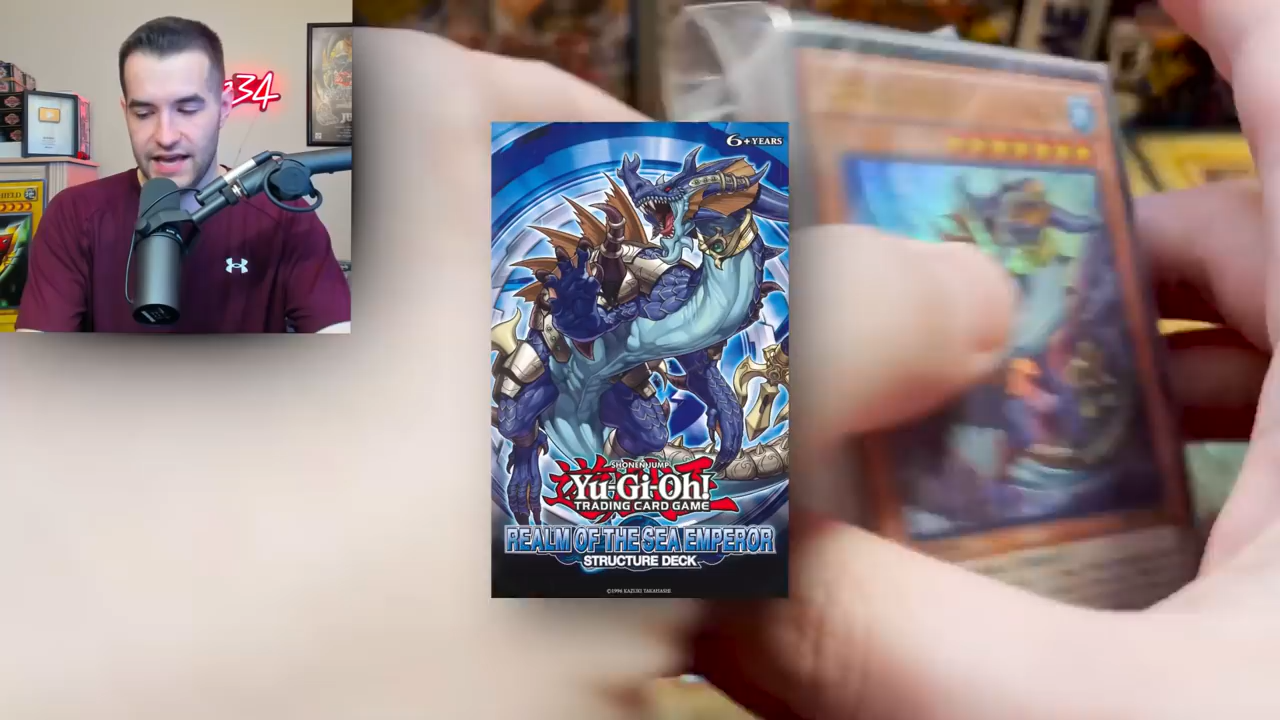 34
6+YEARS
SHONEN JUMP
Yu-Gi-Oh!
TRADING CARD GAME
REALM OF THE SEA EMPEROR
STRUCTURE DECK
©1996 KAZUKI TAKAHASHI